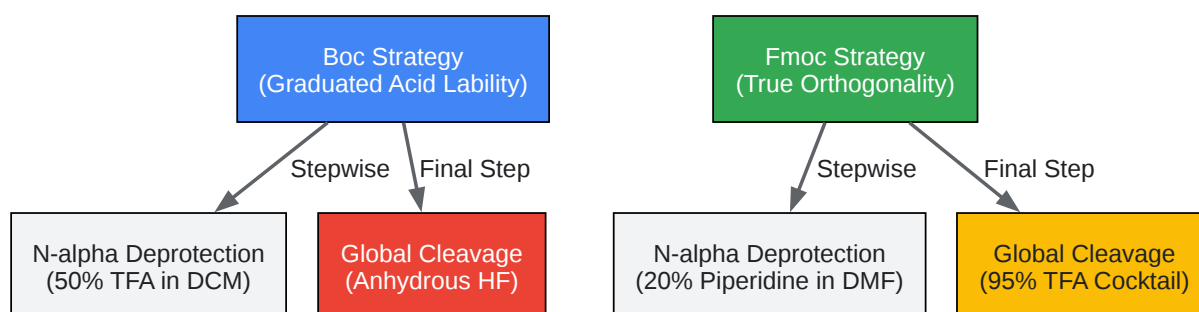 Boc Strategy
(Graduated Acid Lability)
Fmoc Strategy
(True Orthogonality)
Stepwise
Final Step
Stepwise
Final Step
N-alpha Deprotection
(50% TFA in DCM)
Global Cleavage
(Anhydrous HF)
N-alpha Deprotection
(20% Piperidine in DMF)
Global Cleavage
(95% TFA Cocktail)